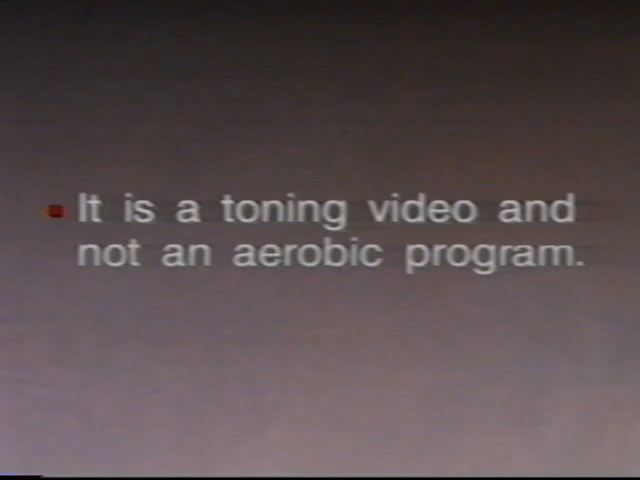 It is a toning video and
not an aerobic program.